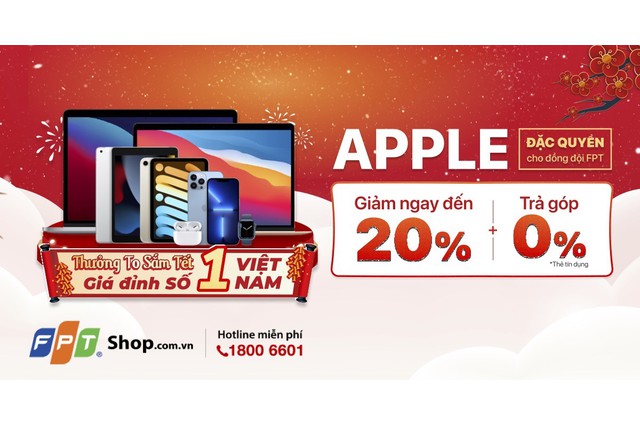 APPLE
ĐẶC QUYỀN
cho đồng đội FPT
Giảm ngay đến
20%
+
Trả góp
0%
*Thẻ tín dụng
Thưởng To Sắm Tết
Giá đỉnh SỐ 1 VIỆT NAM
FPT Shop.com.vn
Hotline miễn phí
1800 6601